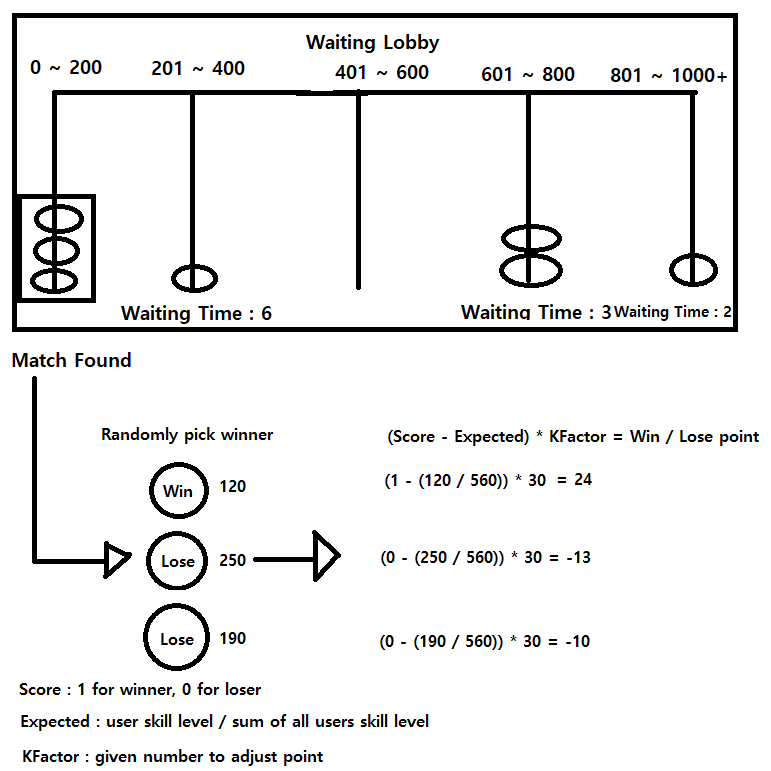 Waiting Lobby
0 ~ 200 201 ~ 400 401 ~ 600 601 ~ 800 801 ~ 1000+
Waiting Time : 6 Waiting Time : 3 Waiting Time : 2
Match Found
Randomly pick winner (Score - Expected) * KFactor = Win / Lose point
Win 120 (1 - (120 / 560)) * 30 = 24
Lose 250 (0 - (250 / 560)) * 30 = -13
Lose 190 (0 - (190 / 560)) * 30 = -10
Score : 1 for winner, 0 for loser
Expected : user skill level / sum of all users skill level
KFactor : given number to adjust point